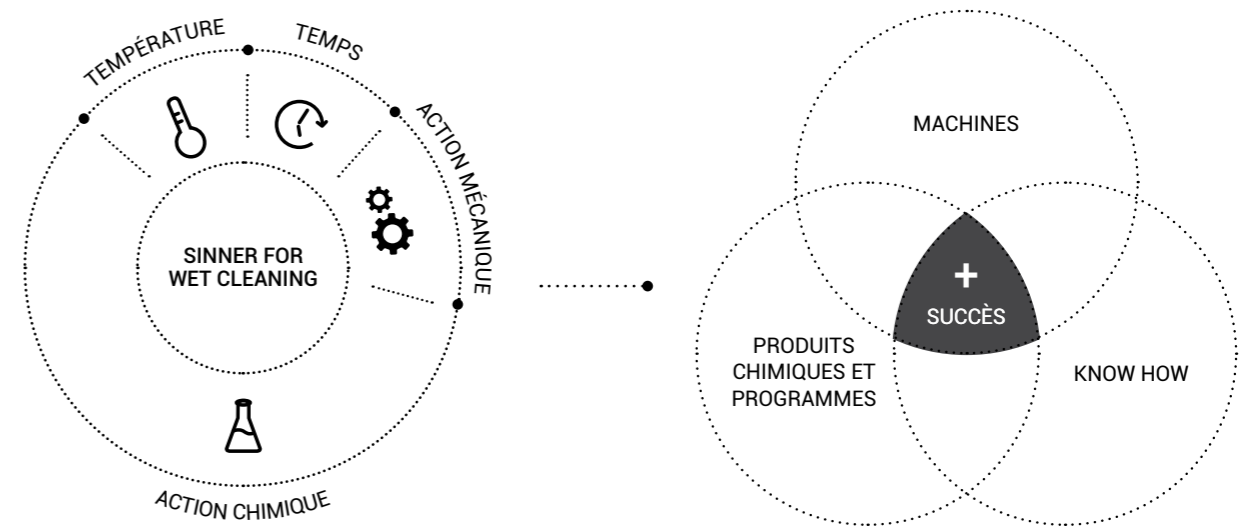 TEMPÉRATURE
TEMPS
ACTION MÉCANIQUE
SINNER FOR
WET CLEANING
ACTION CHIMIQUE
MACHINES
+
SUCCÈS
PRODUITS
CHIMIQUES ET
PROGRAMMES
KNOW HOW